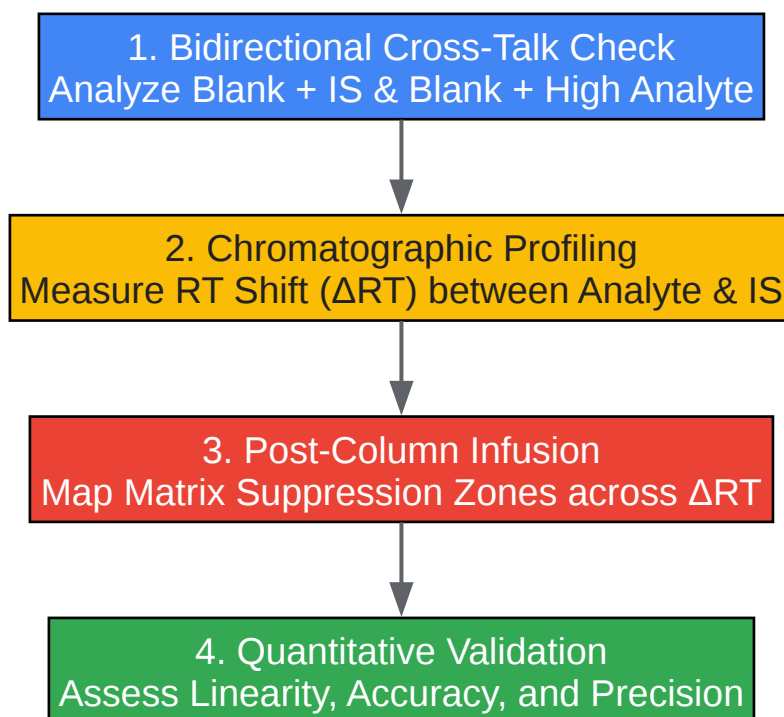 1. Bidirectional Cross-Talk Check
Analyze Blank + IS & Blank + High Analyte
2. Chromatographic Profiling
Measure RT Shift (ΔRT) between Analyte & IS
3. Post-Column Infusion
Map Matrix Suppression Zones across ΔRT
4. Quantitative Validation
Assess Linearity, Accuracy, and Precision